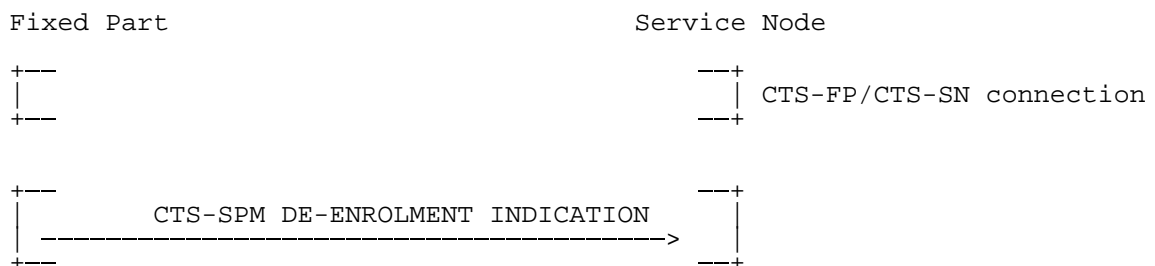 Fixed Part Service Node
CTS-FP/CTS-SN connection
CTS-SPM DE-ENROLMENT INDICATION